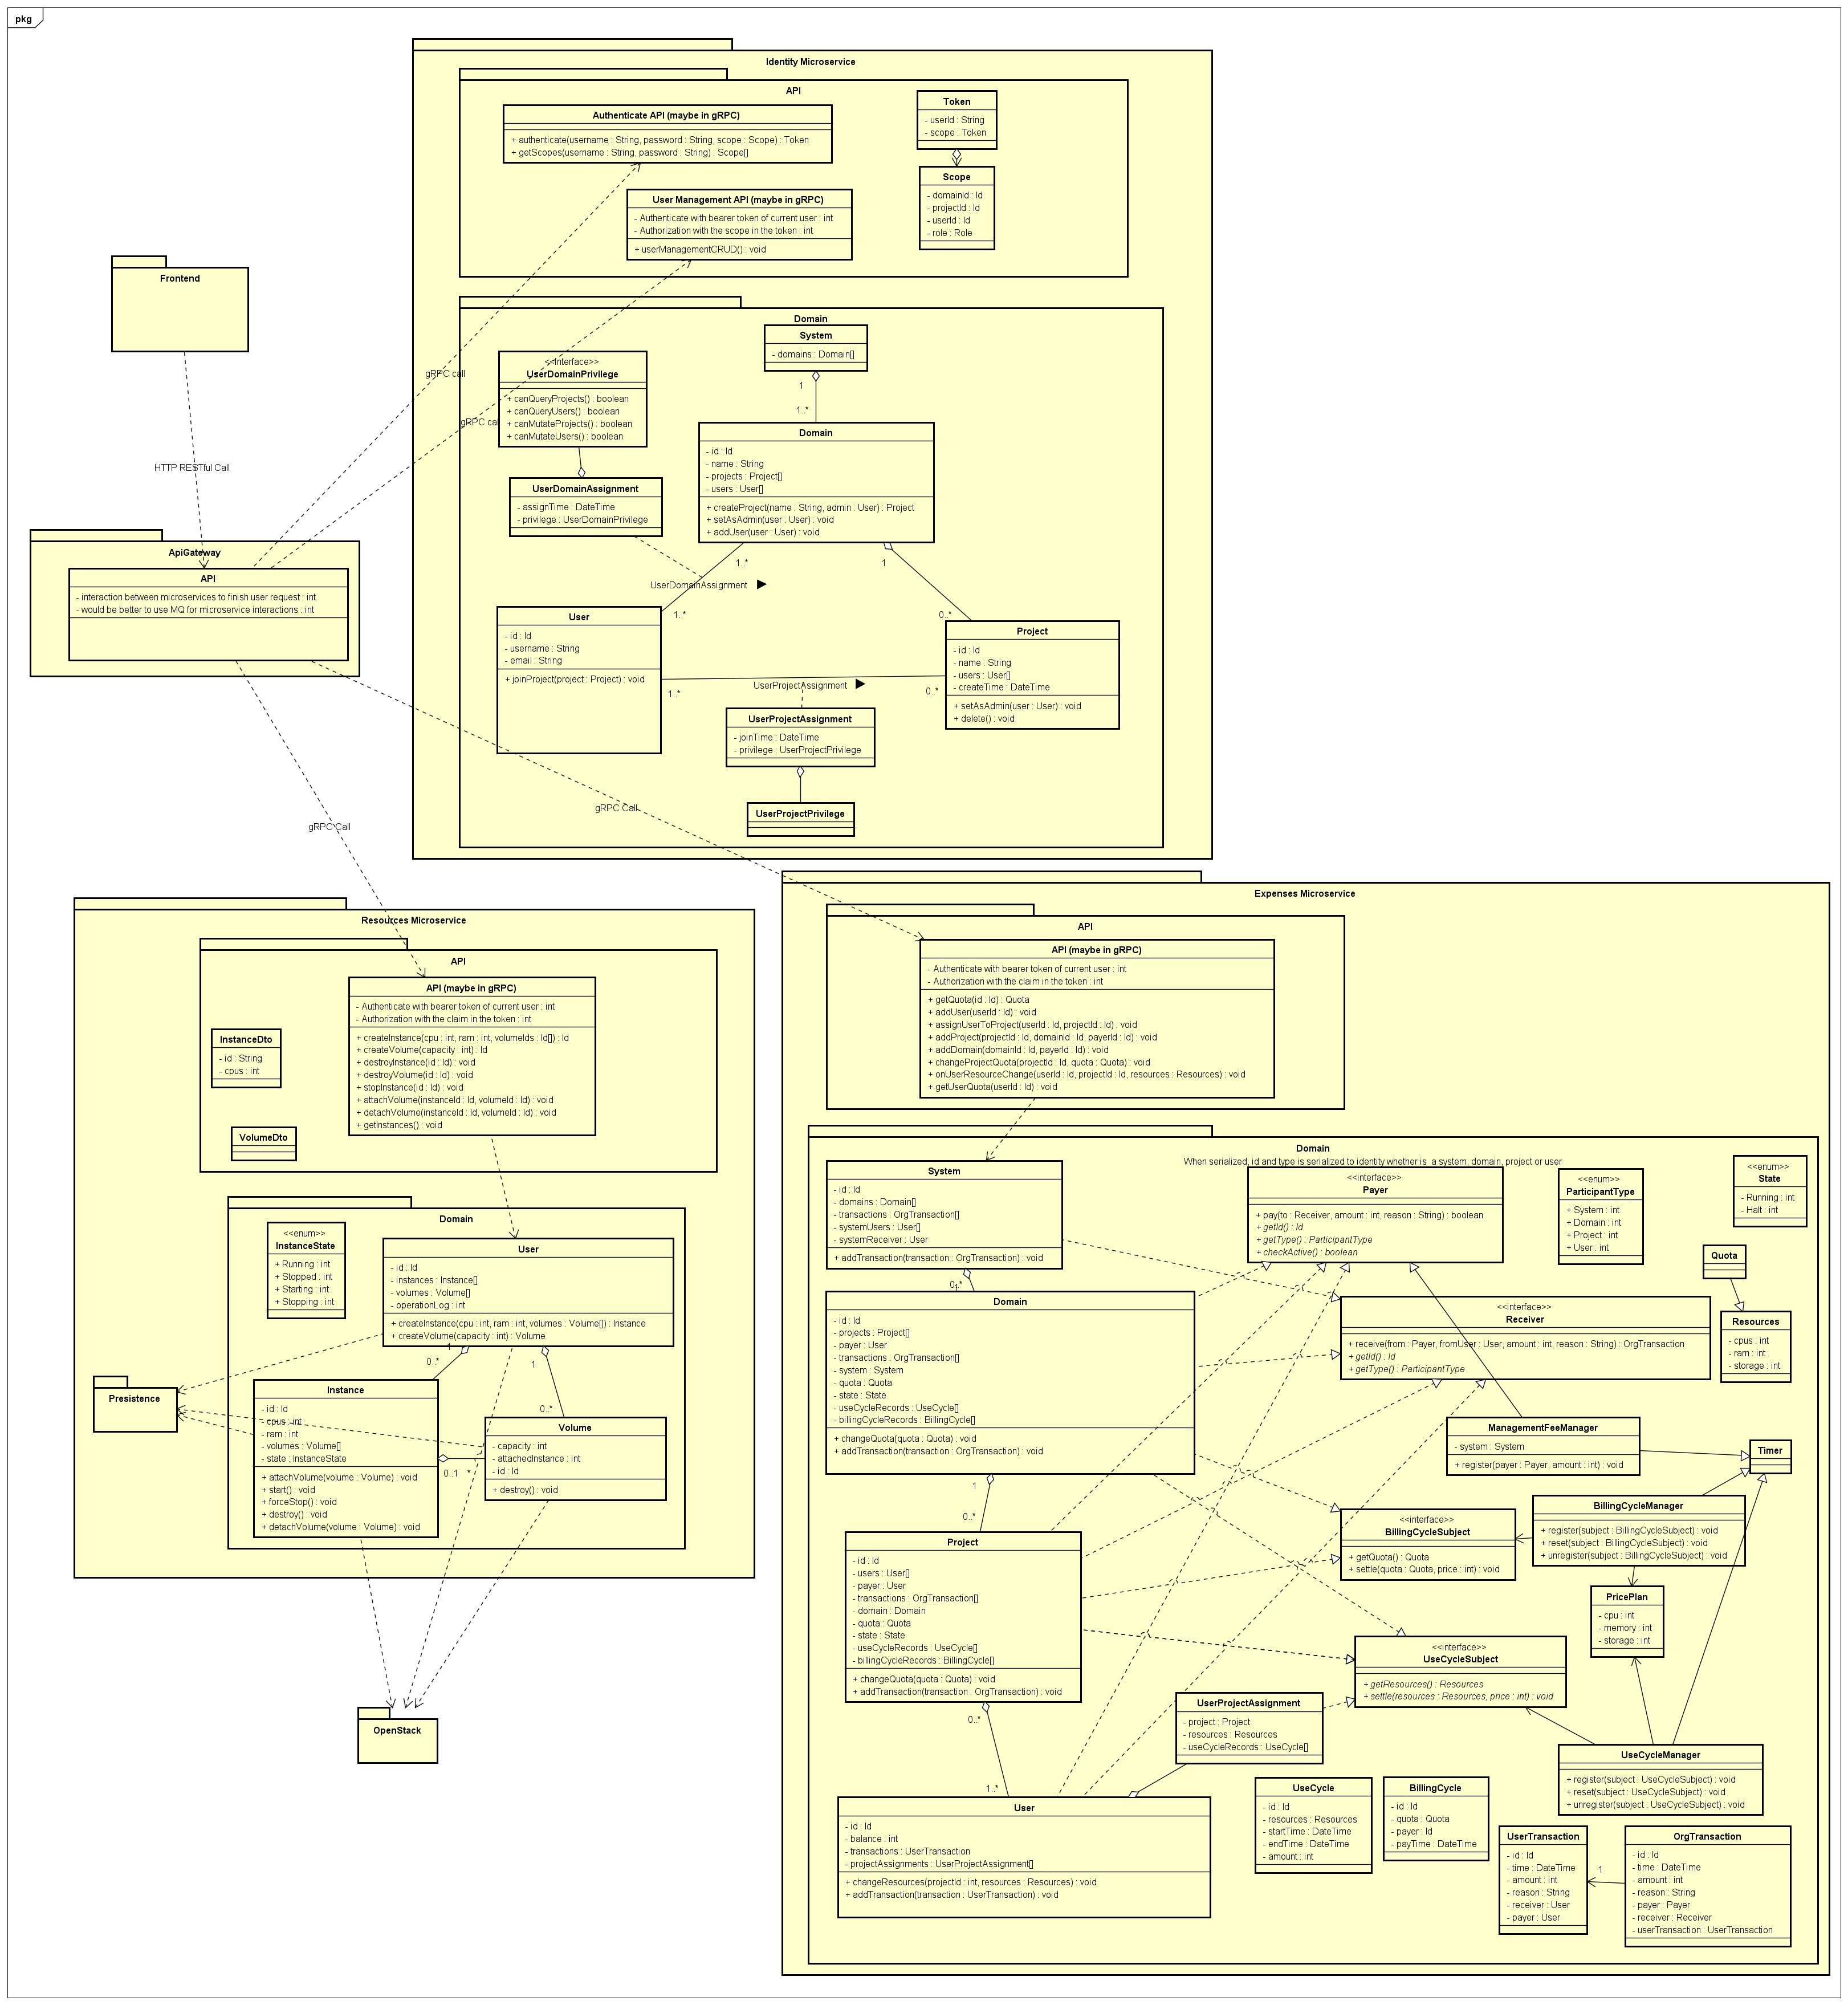 pkg
Identity Microservice
API
Authenticate API (maybe in gRPC)
+ authenticate(username : String, password : String, scope : Scope) : Token
+ getScopes(username : String, password : String) : Scope[]
Token
- userId : String
- scope : Token
Scope
- domainId : Id
- projectId : Id
- userId : Id
- role : Role
User Management API (maybe in gRPC)
- Authenticate with bearer token of current user : int
- Authorization with the scope in the token : int
+ userManagementCRUD() : void
Frontend
HTTP RESTful Call
gRPC call
gRPC call
Domain
System
- domains : Domain[]
1
1..*
<<interface>>
UserDomainPrivilege
+ canQueryProjects() : boolean
+ canQueryUsers() : boolean
+ canMutateProjects() : boolean
+ canMutateUsers() : boolean
UserDomainAssignment
- assignTime : DateTime
- privilege : UserDomainPrivilege
Domain
- id : Id
- name : String
- projects : Project[]
- users : User[]
+ createProject(name : String, admin : User) : Project
+ setAsAdmin(user : User) : void
+ addUser(user : User) : void
1..*
1
UserDomainAssignment
1..*
0..*
User
- id : Id
- username : String
- email : String
+ joinProject(project : Project) : void
Project
- id : Id
- name : String
- users : User[]
- createTime : DateTime
+ setAsAdmin(user : User) : void
+ delete() : void
1..*
UserProjectAssignment
0..*
UserProjectAssignment
- joinTime : DateTime
- privilege : UserProjectPrivilege
UserProjectPrivilege
ApiGateway
API
- interaction between microservices to finish user request : int
- would be better to use MQ for microservice interactions : int
gRPC Call
gRPC Call
Resources Microservice
API
API (maybe in gRPC)
- Authenticate with bearer token of current user : int
- Authorization with the claim in the token : int
+ createInstance(cpu : int, ram : int, volumeIds : Id[]) : Id
+ createVolume(capacity : int) : Id
+ destroyInstance(id : Id) : void
+ destroyVolume(id : Id) : void
+ stopInstance(id : Id) : void
+ attachVolume(instanceId : Id, volumeId : Id) : void
+ detachVolume(instanceId : Id, volumeId : Id) : void
+ getInstances() : void
InstanceDto
- id : String
- cpus : int
VolumeDto
Domain
<<enum>>
InstanceState
+ Running : int
+ Stopped : int
+ Starting : int
+ Stopping : int
User
- id : Id
- instances : Instance[]
- volumes : Volume[]
- operationLog : int
+ createInstance(cpu : int, ram : int, volumes : Volume[]) : Instance
+ createVolume(capacity : int) : Volume
1
0..*
1
0..*
Presistence
Instance
- id : Id
- cpus : int
- ram : int
- volumes : Volume[]
- state : InstanceState
+ attachVolume(volume : Volume) : void
+ start() : void
+ forceStop() : void
+ destroy() : void
+ detachVolume(volume : Volume) : void
0..1
*
Volume
- capacity : int
- attachedInstance : int
- id : Id
+ destroy() : void
OpenStack
Expenses Microservice
API
API (maybe in gRPC)
- Authenticate with bearer token of current user : int
- Authorization with the claim in the token : int
+ getQuota(id : Id) : Quota
+ addUser(userId : Id) : void
+ assignUserToProject(userId : Id, projectId : Id) : void
+ addProject(projectId : Id, domainId : Id, payerId : Id) : void
+ addDomain(domainId : Id, payerId : Id) : void
+ changeProjectQuota(projectId : Id, quota : Quota) : void
+ onUserResourceChange(userId : Id, projectId : Id, resources : Resources) : void
+ getUserQuota(userId : Id) : void
Domain
When serialized, id and type is serialized to identity whether is  a system, domain, project or user
System
- id : Id
- domains : Domain[]
- transactions : OrgTransaction[]
- systemUsers : User[]
- systemReceiver : User
+ addTransaction(transaction : OrgTransaction) : void
<<interface>>
Payer
+ pay(to : Receiver, amount : int, reason : String) : boolean
+ getId() : Id
+ getType() : ParticipantType
+ checkActive() : boolean
<<enum>>
ParticipantType
+ System : int
+ Domain : int
+ Project : int
+ User : int
<<enum>>
State
- Running : int
- Halt : int
Quota
Resources
- cpus : int
- ram : int
- storage : int
0..*
1
Domain
- id : Id
- projects : Project[]
- payer : User
- transactions : OrgTransaction[]
- system : System
- quota : Quota
- state : State
- useCycleRecords : UseCycle[]
- billingCycleRecords : BillingCycle[]
+ changeQuota(quota : Quota) : void
+ addTransaction(transaction : OrgTransaction) : void
<<interface>>
Receiver
+ receive(from : Payer, fromUser : User, amount : int, reason : String) : OrgTransaction
+ getId() : Id
+ getType() : ParticipantType
ManagementFeeManager
- system : System
+ register(payer : Payer, amount : int) : void
Timer
1
0..*
<<interface>>
BillingCycleSubject
+ getQuota() : Quota
+ settle(quota : Quota, price : int) : void
BillingCycleManager
+ register(subject : BillingCycleSubject) : void
+ reset(subject : BillingCycleSubject) : void
+ unregister(subject : BillingCycleSubject) : void
Project
- id : Id
- users : User[]
- payer : User
- transactions : OrgTransaction[]
- domain : Domain
- quota : Quota
- state : State
- useCycleRecords : UseCycle[]
- billingCycleRecords : BillingCycle[]
+ changeQuota(quota : Quota) : void
+ addTransaction(transaction : OrgTransaction) : void
PricePlan
- cpu : int
- memory : int
- storage : int
<<interface>>
UseCycleSubject
+ getResources() : Resources
+ settle(resources : Resources, price : int) : void
UserProjectAssignment
- project : Project
- resources : Resources
- useCycleRecords : UseCycle[]
0..*
1..*
UseCycleManager
+ register(subject : UseCycleSubject) : void
+ reset(subject : UseCycleSubject) : void
+ unregister(subject : UseCycleSubject) : void
User
- id : Id
- balance : int
- transactions : UserTransaction
- projectAssignments : UserProjectAssignment[]
+ changeResources(projectId : int, resources : Resources) : void
+ addTransaction(transaction : UserTransaction) : void
UseCycle
- id : Id
- resources : Resources
- startTime : DateTime
- endTime : DateTime
- amount : int
BillingCycle
- id : Id
- quota : Quota
- payer : Id
- payTime : DateTime
UserTransaction
- id : Id
- time : DateTime
- amount : int
- reason : String
- receiver : User
- payer : User
1
OrgTransaction
- id : Id
- time : DateTime
- amount : int
- reason : String
- payer : Payer
- receiver : Receiver
- userTransaction : UserTransaction